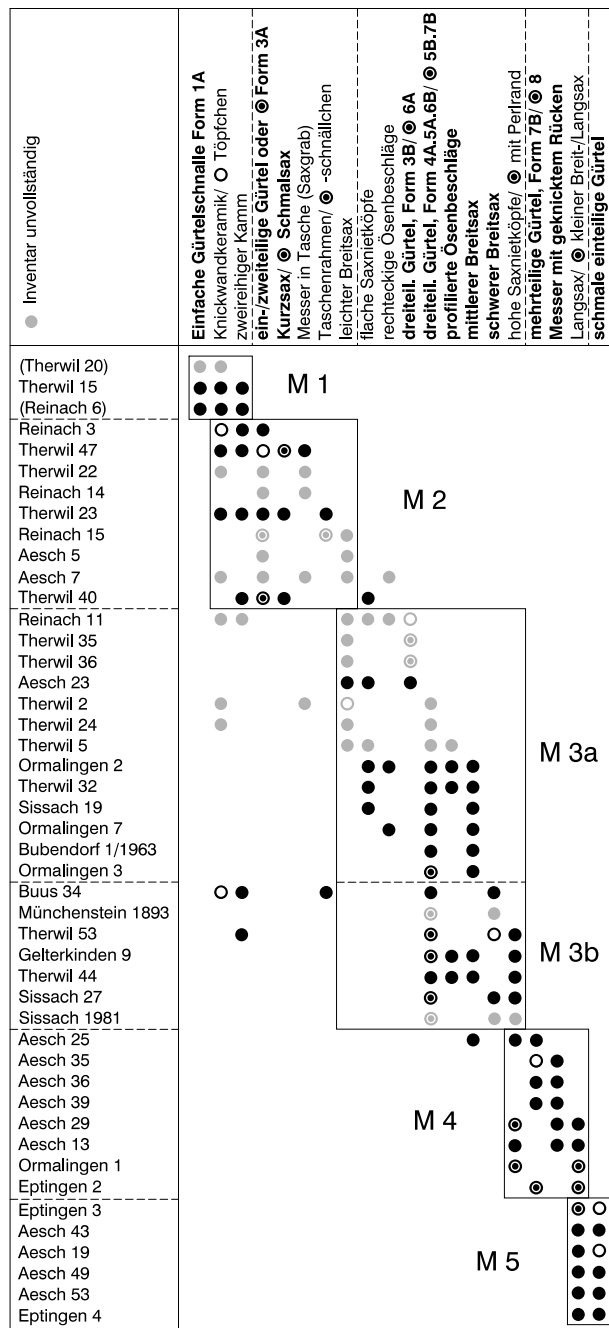 Inventar unvollständig
Einfache Gürtelschnalle Form 1A
Knickwandkeramik/ Töpfchen
zweireihiger Kamm
ein-/zweiteilige Gürtel oder Form 3A
Kurzsax/ Schmalsax
Messer in Tasche (Saxgrab)
Taschenrahmen/ -schnällchen
leichter Breitsax
flache Saxnietköpfe
rechteckige Ösenbeschläge
dreiteil. Gürtel, Form 3B/ 6A
dreiteil. Gürtel, Form 4A.5A.6B/ 5B.7B
profilierte Ösenbeschläge
mittlerer Breitsax
schwerer Breitsax
hohe Saxnietköpfe/ mit Perlrand
mehrteilige Gürtel, Form 7B/ 8
Messer mit geknicktem Rücken
Langsax/ kleiner Breit-/Langsax
schmale einteilige Gürtel
(Therwil 20)
Therwil 15
(Reinach 6)
M 1
Reinach 3
Therwil 47
Therwil 22
Reinach 14
Therwil 23
Reinach 15
Aesch 5
Aesch 7
Therwil 40
M 2
Reinach 11
Therwil 35
Therwil 36
Aesch 23
Therwil 2
Therwil 24
Therwil 5
Ormalingen 2
Therwil 32
Sissach 19
Ormalingen 7
Bubendorf 1/1963
Ormalingen 3
M 3a
Buus 34
Münchenstein 1893
Therwil 53
Gelterkinden 9
Therwil 44
Sissach 27
Sissach 1981
M 3b
Aesch 25
Aesch 35
Aesch 36
Aesch 39
Aesch 29
Aesch 13
Ormalingen 1
Eptingen 2
M 4
Eptingen 3
Aesch 43
Aesch 19
Aesch 49
Aesch 53
Eptingen 4
M 5